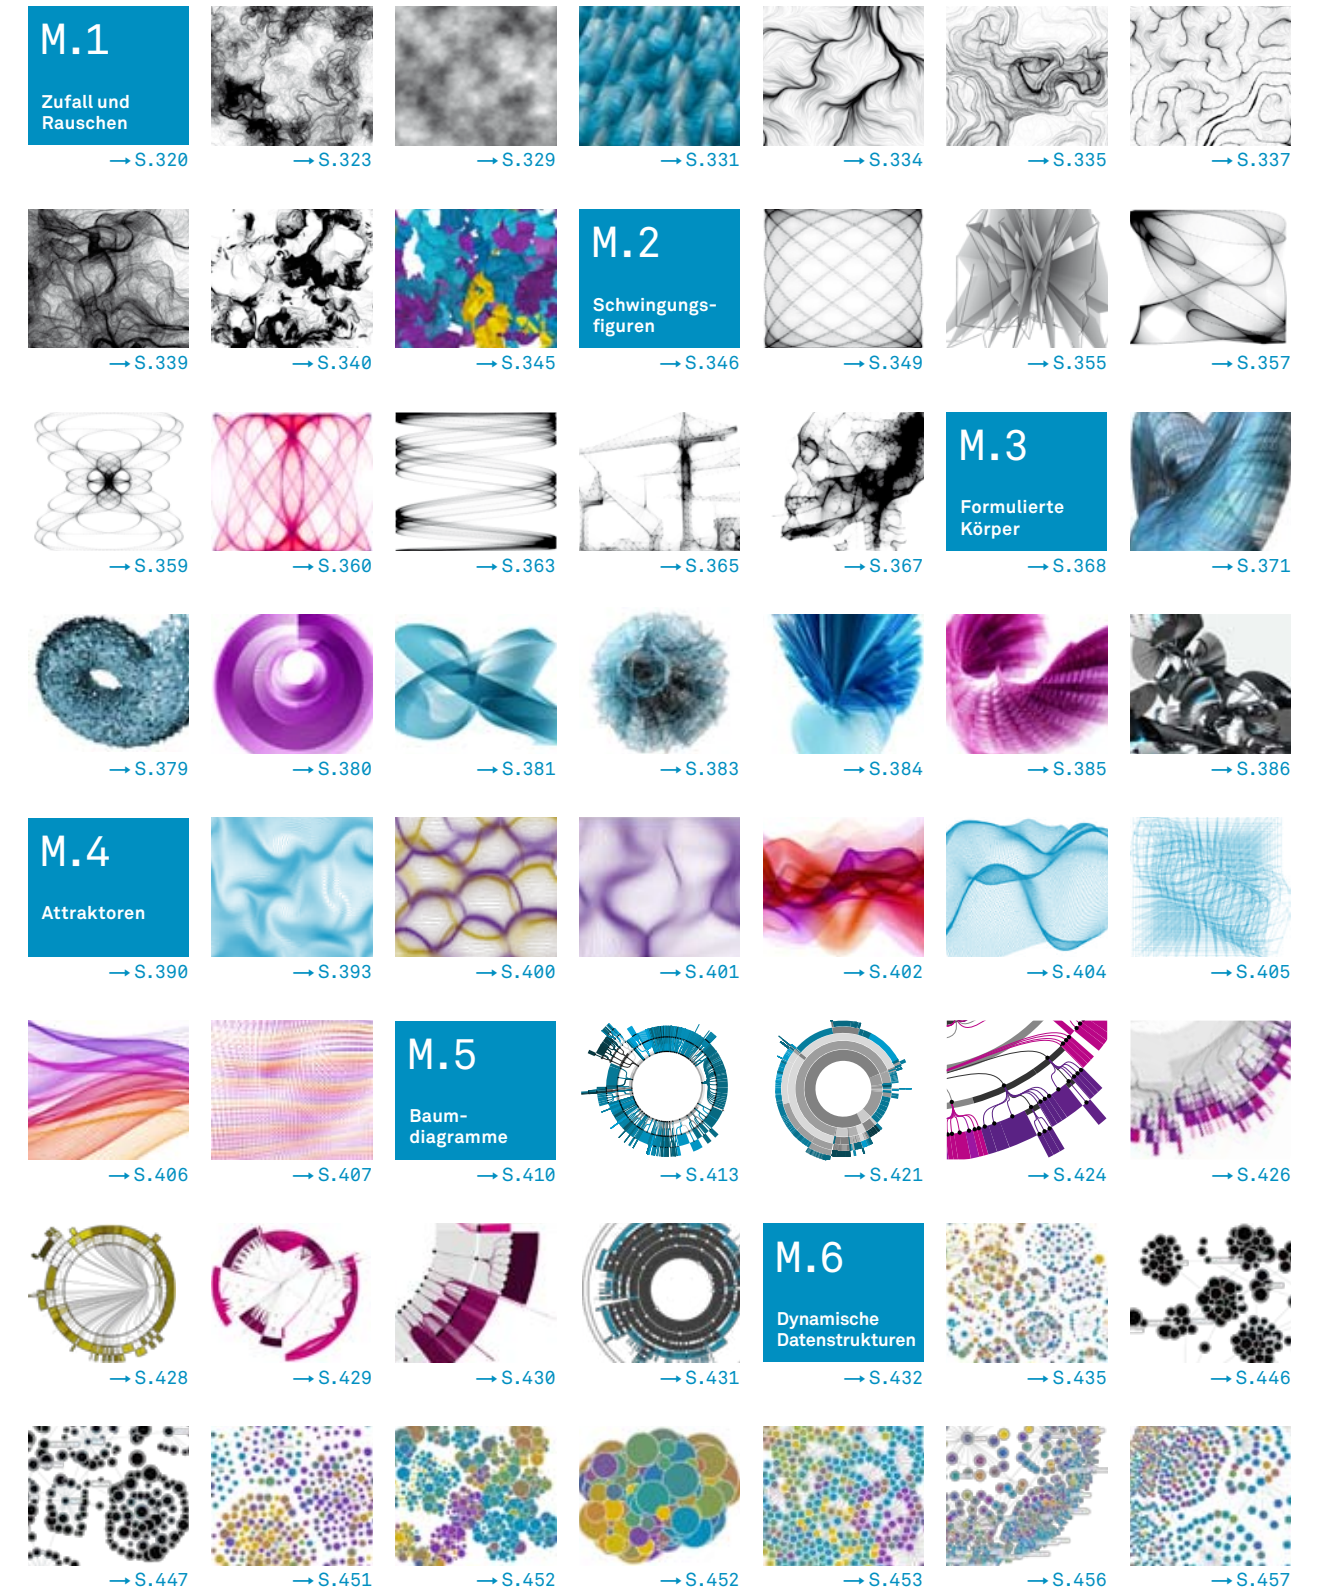 M.1
Zufall und
Rauschen
→ S.320
→ S.323
→ S.329
→ S.331
→ S.334
→ S.335
→ S.337
→ S.339
→ S.340
→ S.345
M.2
Schwingungs-
figuren
→ S.346
→ S.349
→ S.355
→ S.357
→ S.359
→ S.360
→ S.363
→ S.365
→ S.367
M.3
Formulierte
Körper
→ S.368
→ S.371
→ S.379
→ S.380
→ S.381
→ S.383
→ S.384
→ S.385
→ S.386
M.4
Attraktoren
→ S.390
→ S.393
→ S.400
→ S.401
→ S.402
→ S.404
→ S.405
→ S.406
→ S.407
M.5
Baum-
diagramme
→ S.410
→ S.413
→ S.421
→ S.424
→ S.426
→ S.428
→ S.429
→ S.430
→ S.431
M.6
Dynamische
Datenstrukturen
→ S.432
→ S.435
→ S.446
→ S.447
→ S.451
→ S.452
→ S.452
→ S.453
→ S.456
→ S.457